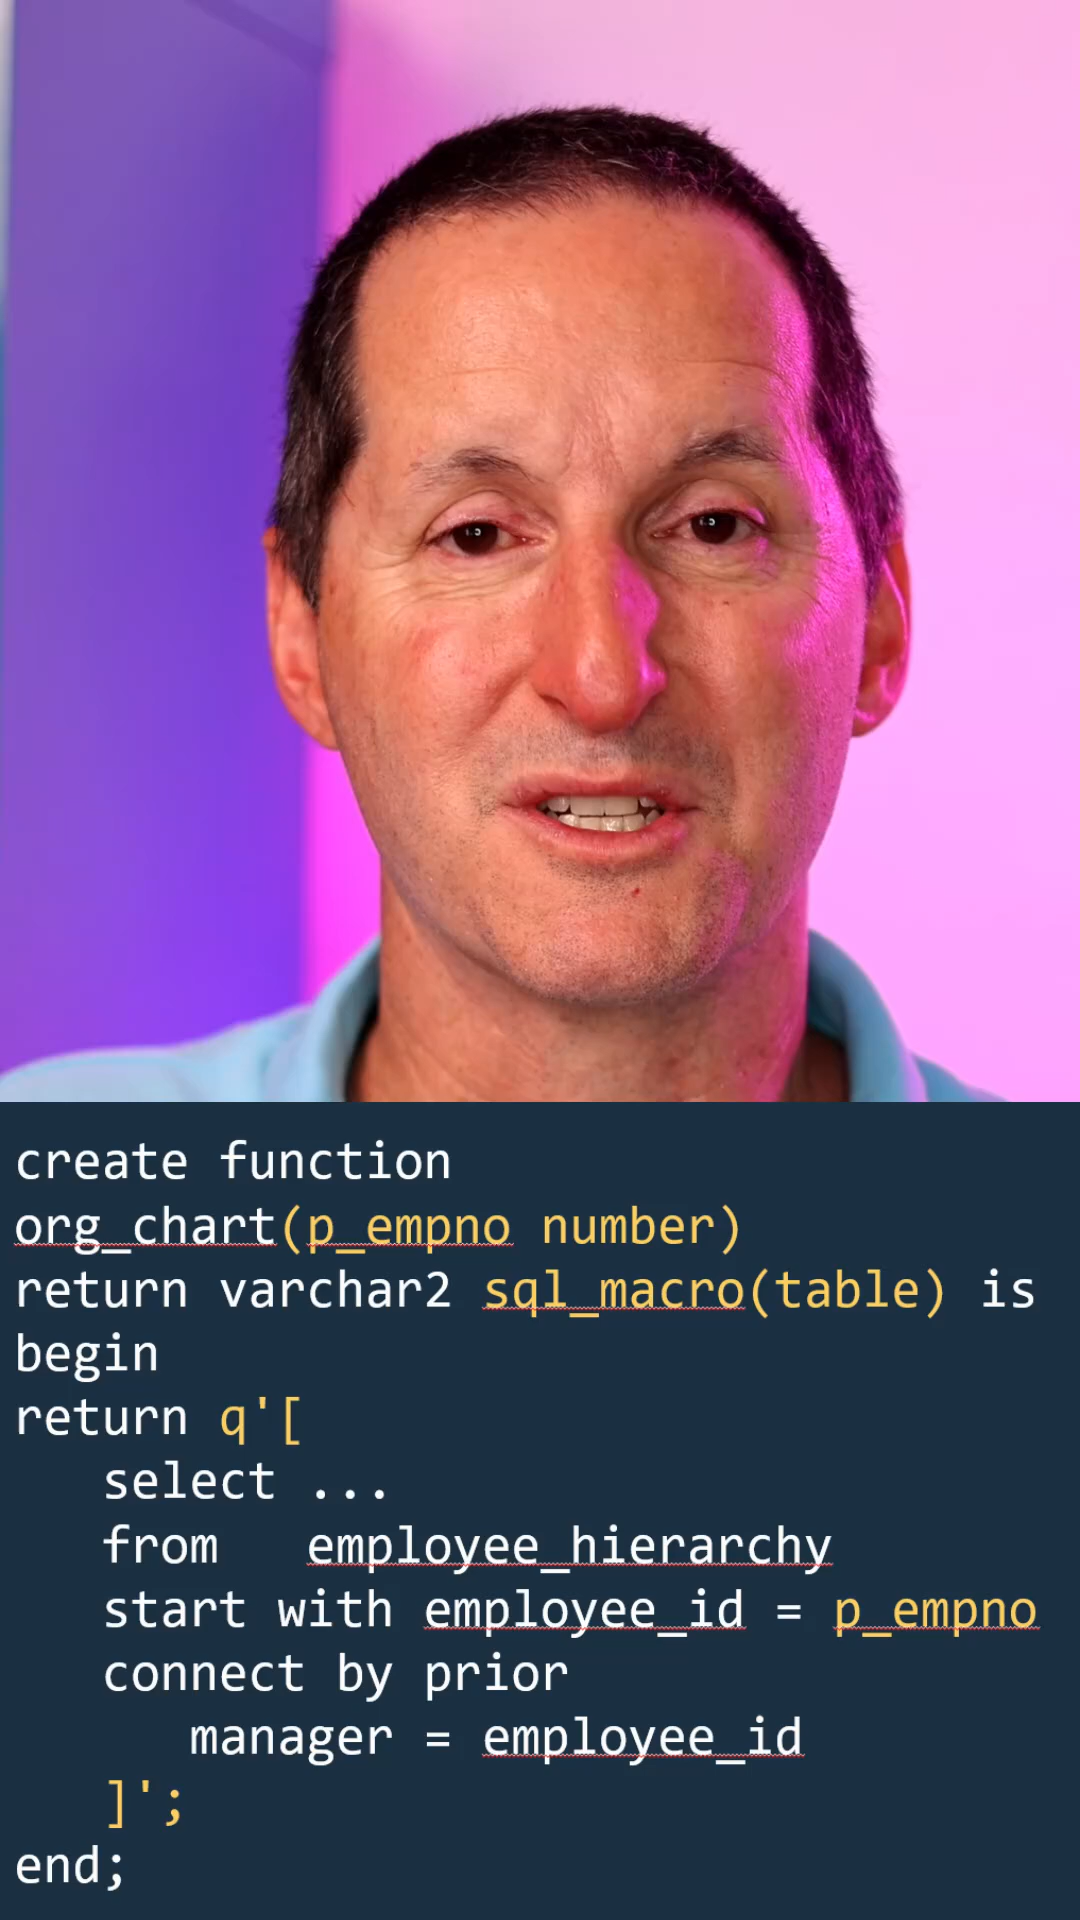 create function
org_chart(p_empno number)
return varchar2 sql_macro(table) is
begin
return q'[
select ...
from employee_hierarchy
start with employee_id = p_empno
connect by prior
manager = employee_id
]';
end;